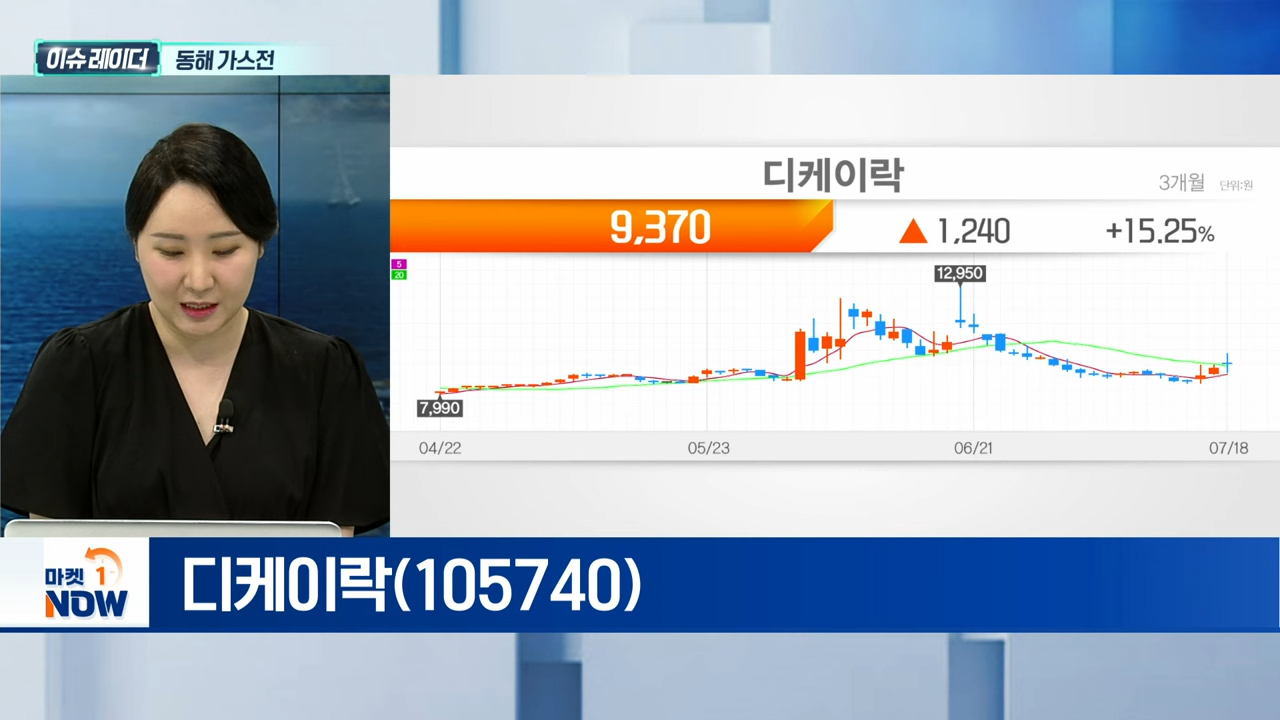 이슈 레이더 동해 가스전
디케이락
3개월 단위:원
9,370 ▲ 1,240 +15.25%
5
20
12,950
7,990
04/22 05/23 06/21 07/18
마켓 1
NOW
디케이락(105740)